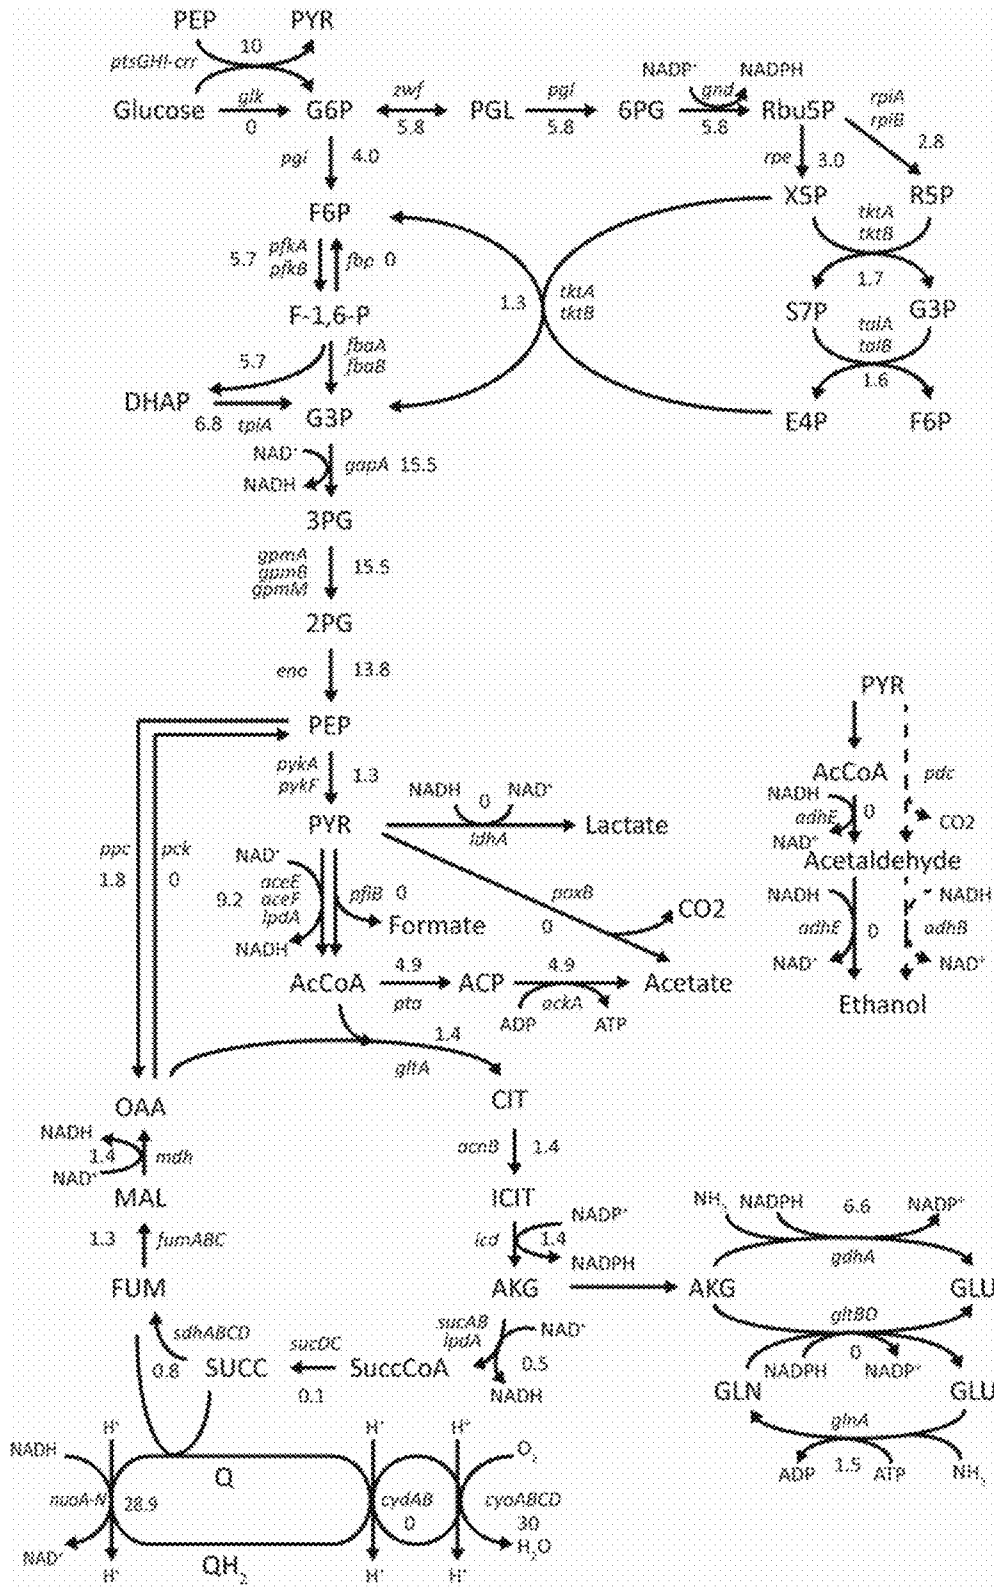 PEP PYR
10
ptsGHI-crr
Glucose glk G6P zwf PGL pgl 6PG gnd Rbu5P
NADP⁺ NADPH
0 5.8 5.8 5.8
rpiA
rpiB
2.8
pgi 4.0
rpe 3.0
X5P R5P
F6P
tktA
tktB
1.7
5.7 pfkA
pfkB
fbp 0
1.3 tktA
tktB
S7P G3P
F-1,6-P
talA
talB
1.6
5.7 fbaA
fbaB
DHAP G3P
6.8 tpiA
E4P F6P
NAD⁺
gapA 15.5
NADH
3PG
gpmA
gpmB
gpmM
15.5
2PG
eno 13.8
PEP
pykA
pykF
1.3
PYR
ppc pck
1.8 0
NADH 0 NAD⁺
ldhA
Lactate
NAD⁺
9.2 aceE
aceF
lpdA
NADH
pflB 0
Formate
poxB
0
CO2
AcCoA 4.9 ACP 4.9 Acetate
pta ackA
ADP ATP
PYR
AcCoA pdc
NADH
adhE 0
NAD⁺
CO2
Acetaldehyde
NADH NADH
adhE 0 adhB
NAD⁺ NAD⁺
Ethanol
1.4
gltA
OAA CIT
NADH
1.4 mdh
NAD⁺
acnB 1.4
MAL ICIT
1.3 fumABC
icd NADP⁺
1.4
NADPH
FUM AKG AKG GLU
NH₃ NADPH 6.6 NADP⁺
gdhA
sdhABCD
0.8
SUCC sucDC SuccCoA
0.1
sucAB
lpdA
NAD⁺
0.5
NADH
gltBD
NADPH 0 NADP⁺
GLN GLU
glnA
ADP 1.5 ATP NH₃
H⁺ H⁺ H⁺
NADH Q O₂
nuoA-N 28.9 cydAB cyoABCD
0 30
NAD⁺ QH₂ H₂O
H⁺ H⁺ H⁺